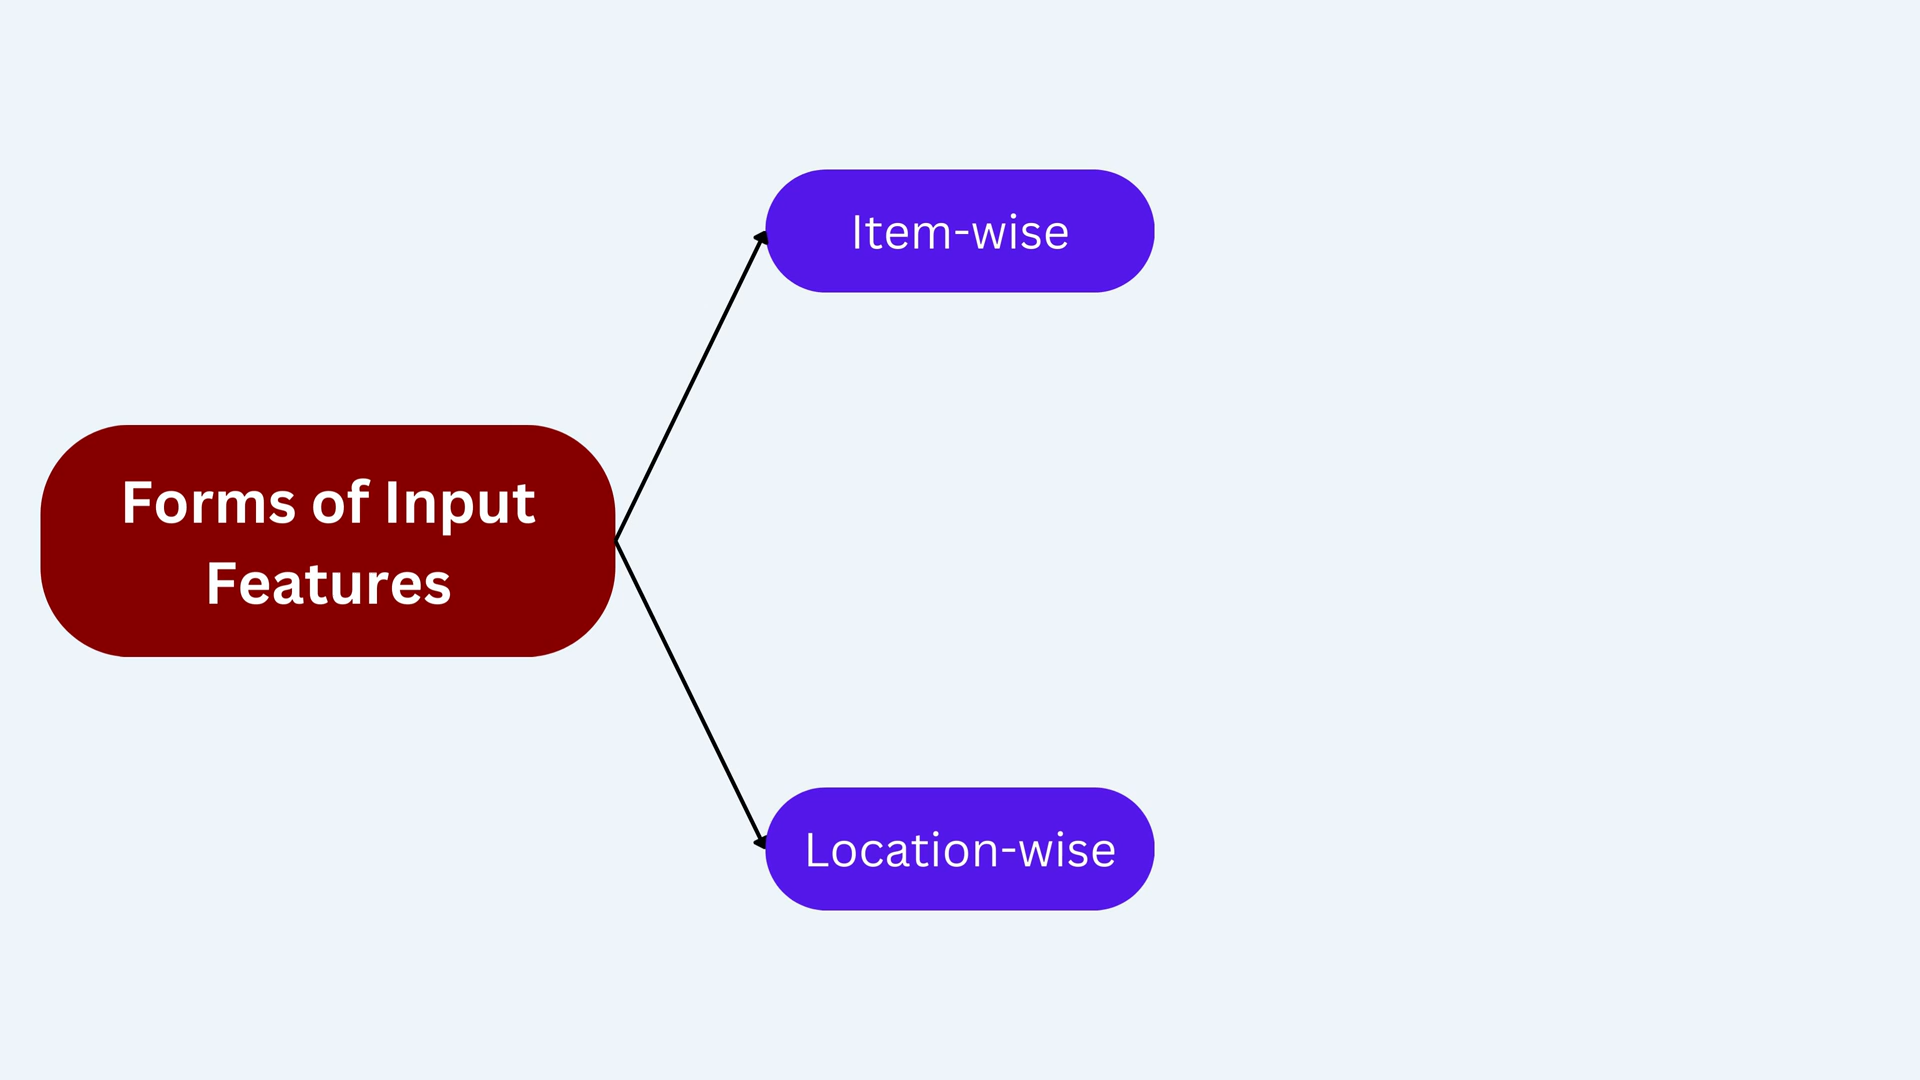 Forms of Input
Features
Item-wise
Location-wise